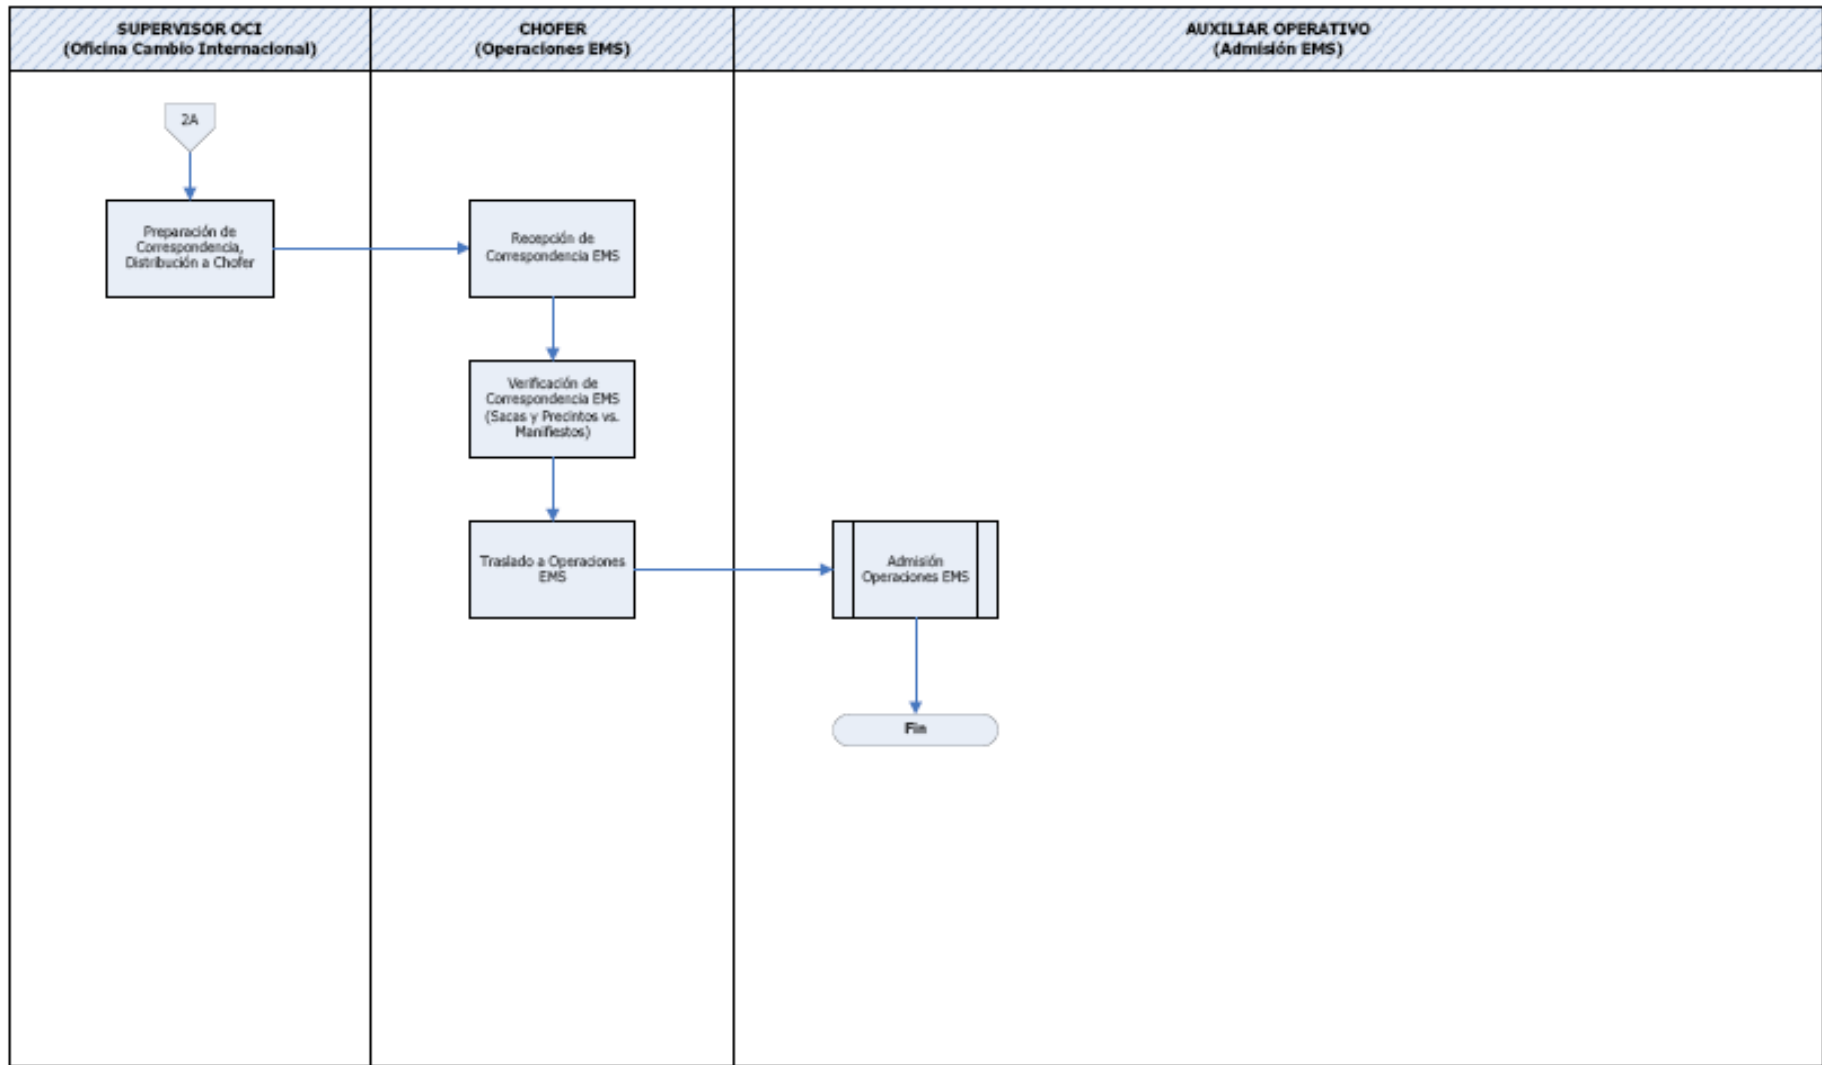 SUPERVISOR OCI
(Oficina Cambio Internacional)
CHOFER
(Operaciones EMS)
AUXILIAR OPERATIVO
(Admisión EMS)
2A
Preparación de
Correspondencia,
Distribución a Chofer
Recepción de
Correspondencia EMS
Verificación de
Correspondencia EMS
(Sacas y Precintos vs.
Manifiestos)
Traslado a Operaciones
EMS
Admisión
Operaciones EMS
Fin